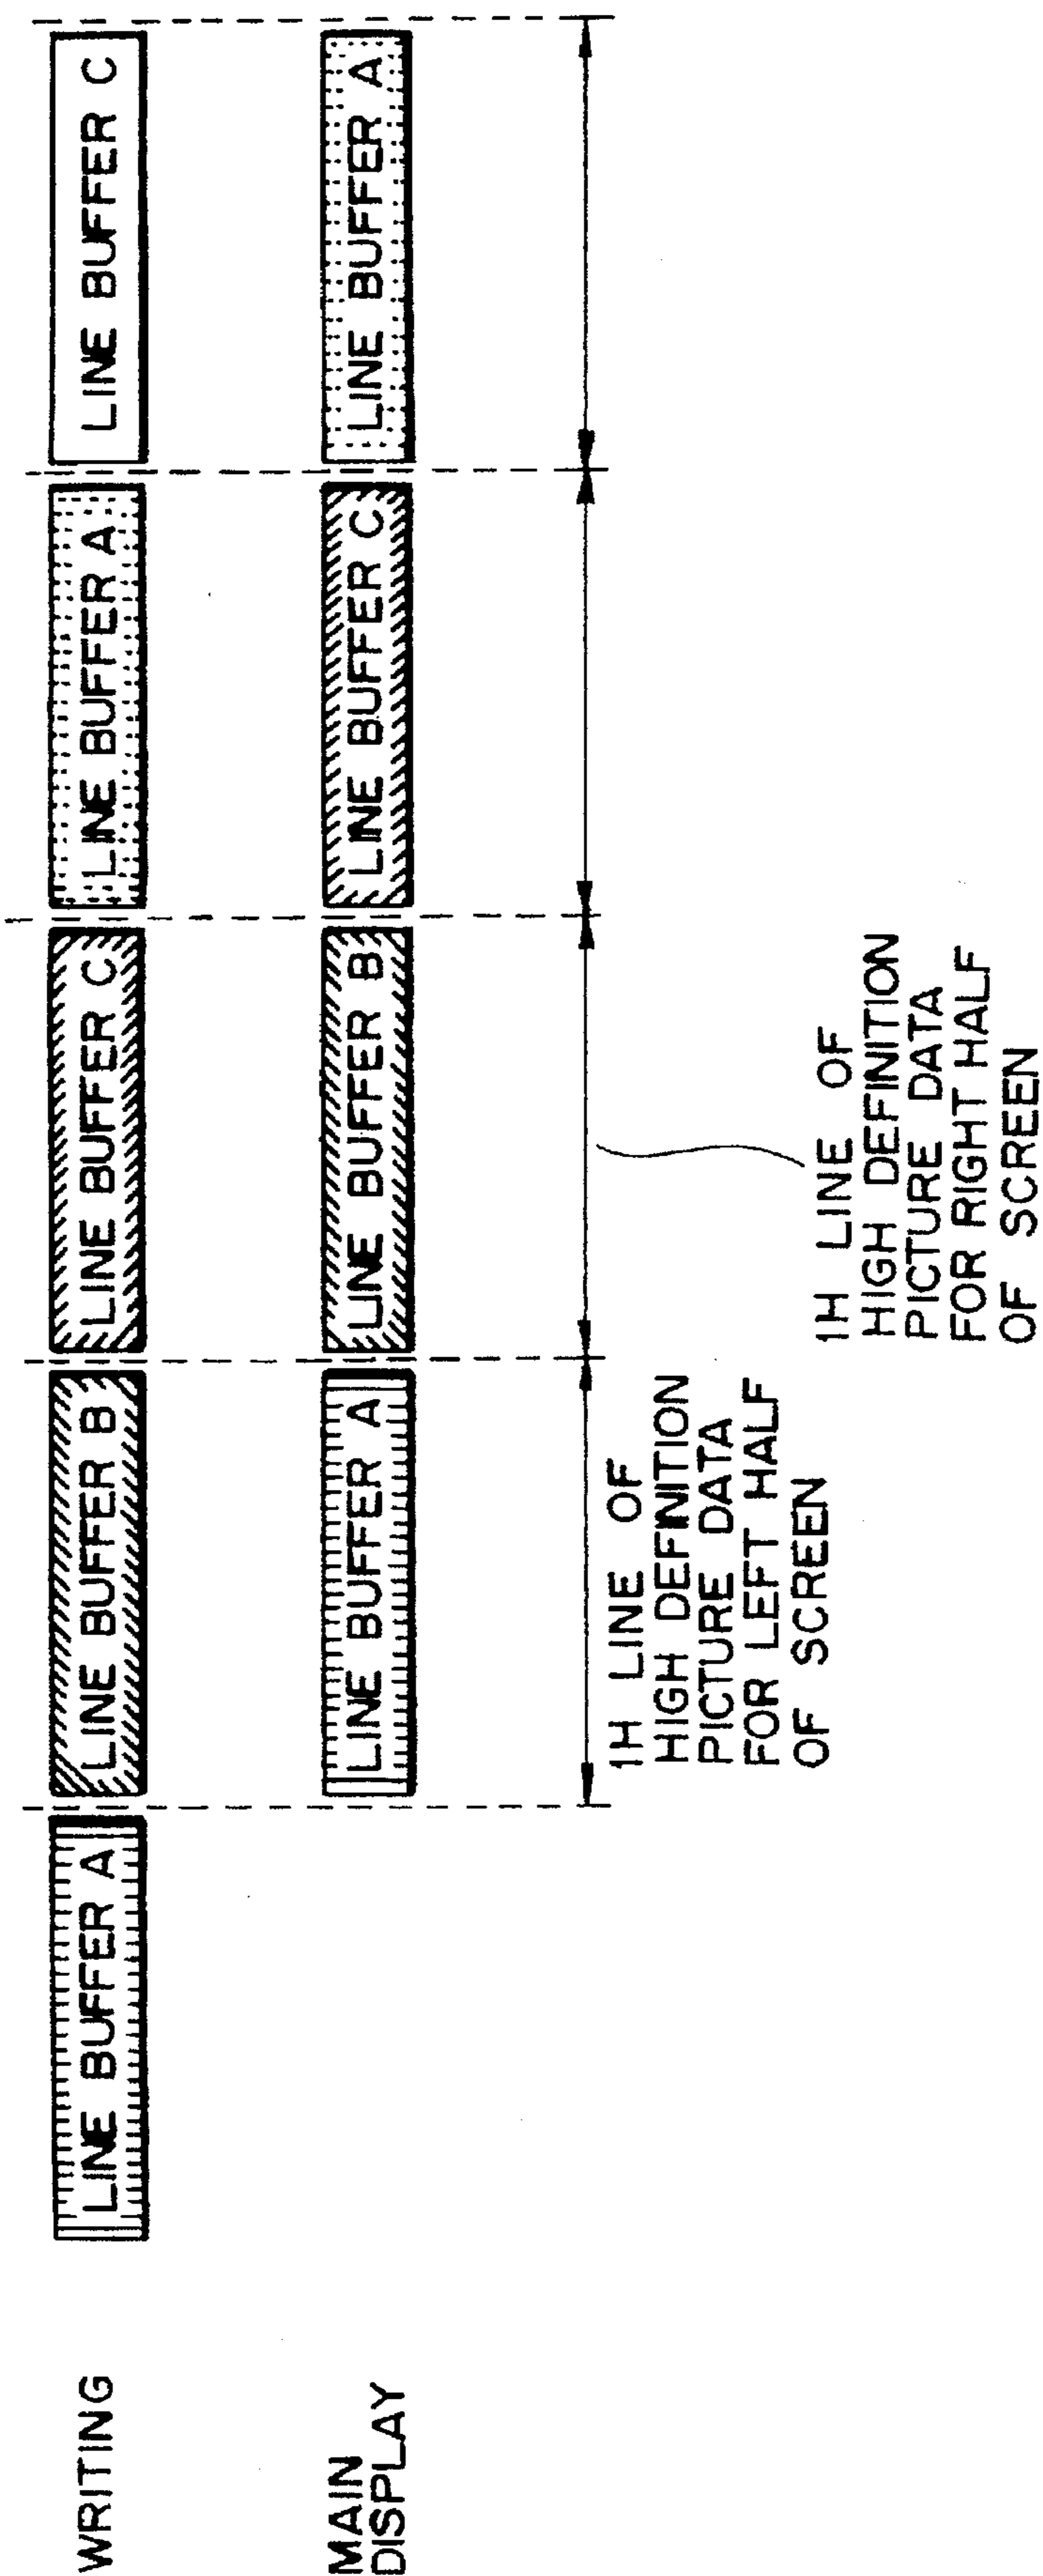 WRITING
LINE BUFFER A
LINE BUFFER B
LINE BUFFER C
LINE BUFFER A
LINE BUFFER C
MAIN
DISPLAY
LINE BUFFER A
LINE BUFFER B
LINE BUFFER C
LINE BUFFER A
1H LINE OF
HIGH DEFINITION
PICTURE DATA
FOR LEFT HALF
OF SCREEN
1H LINE OF
HIGH DEFINITION
PICTURE DATA
FOR RIGHT HALF
OF SCREEN